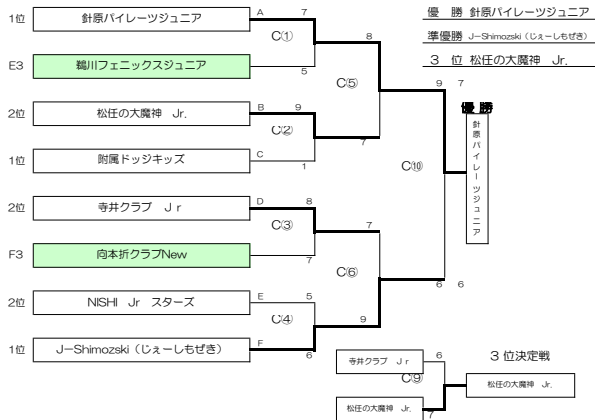 優　勝 針原パイレーツジュニア
準優勝 J−Shimozski（じぇーしもぜき）
３　位 松任の大魔神　Jr.
1位 針原パイレーツジュニア A 7
C① 8
E3 鵜川フェニックスジュニア 5
C⑤ 9 7
2位 松任の大魔神　Jr. B 9
C② 7
1位 附属ドッジキッズ C 1
優 勝
針原パイレーツジュニア
C⑩
2位 寺井クラブ　Ｊｒ D 8
C③ 7
F3 向本折クラブNew 7
C⑥ 6 6
2位 NISHI　Jr　スターズ E 5
C④ 9
1位 J−Shimozski（じぇーしもぜき） F 6
３位決定戦
寺井クラブ　Ｊｒ 6
C⑨
松任の大魔神　Jr.
松任の大魔神　Jr. 7